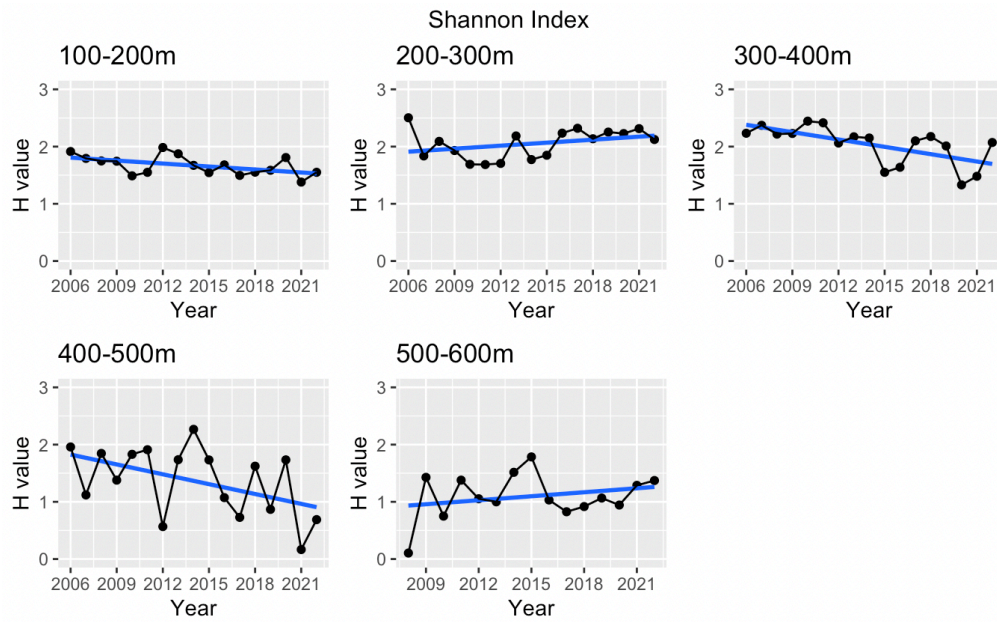 Shannon Index
100-200m
200-300m
300-400m
3
2
1
0
H value
2006 2009 2012 2015 2018 2021
Year
3
2
1
0
H value
2006 2009 2012 2015 2018 2021
Year
3
2
1
0
H value
2006 2009 2012 2015 2018 2021
Year
400-500m
500-600m
3
2
1
0
H value
2006 2009 2012 2015 2018 2021
Year
3
2
1
0
H value
2009 2012 2015 2018 2021
Year